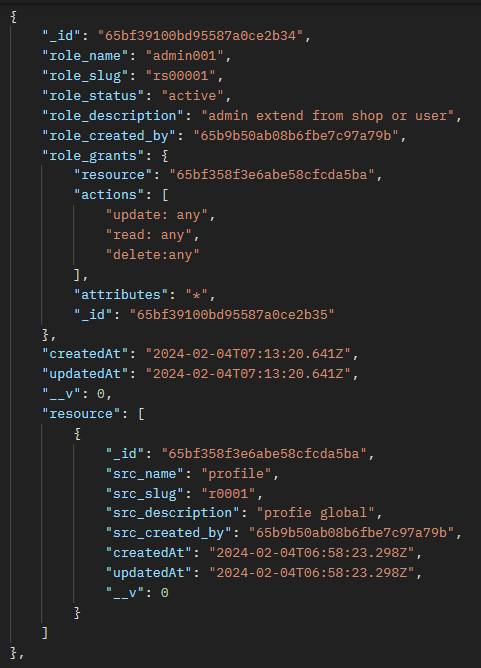 {
    "_id": "65bf39100bd95587a0ce2b34",
    "role_name": "admin001",
    "role_slug": "rs00001",
    "role_status": "active",
    "role_description": "admin extend from shop or user",
    "role_created_by": "65b9b50ab08b6fbe7c97a79b",
    "role_grants": {
        "resource": "65bf358f3e6abe58cfcda5ba",
        "actions": [
            "update: any",
            "read: any",
            "delete:any"
        ],
        "attributes": "*",
        "_id": "65bf39100bd95587a0ce2b35"
    },
    "createdAt": "2024-02-04T07:13:20.641Z",
    "updatedAt": "2024-02-04T07:13:20.641Z",
    "__v": 0,
    "resource": [
        {
            "_id": "65bf358f3e6abe58cfcda5ba",
            "src_name": "profile",
            "src_slug": "r0001",
            "src_description": "profie global",
            "src_created_by": "65b9b50ab08b6fbe7c97a79b",
            "createdAt": "2024-02-04T06:58:23.298Z",
            "updatedAt": "2024-02-04T06:58:23.298Z",
            "__v": 0
        }
    ]
},